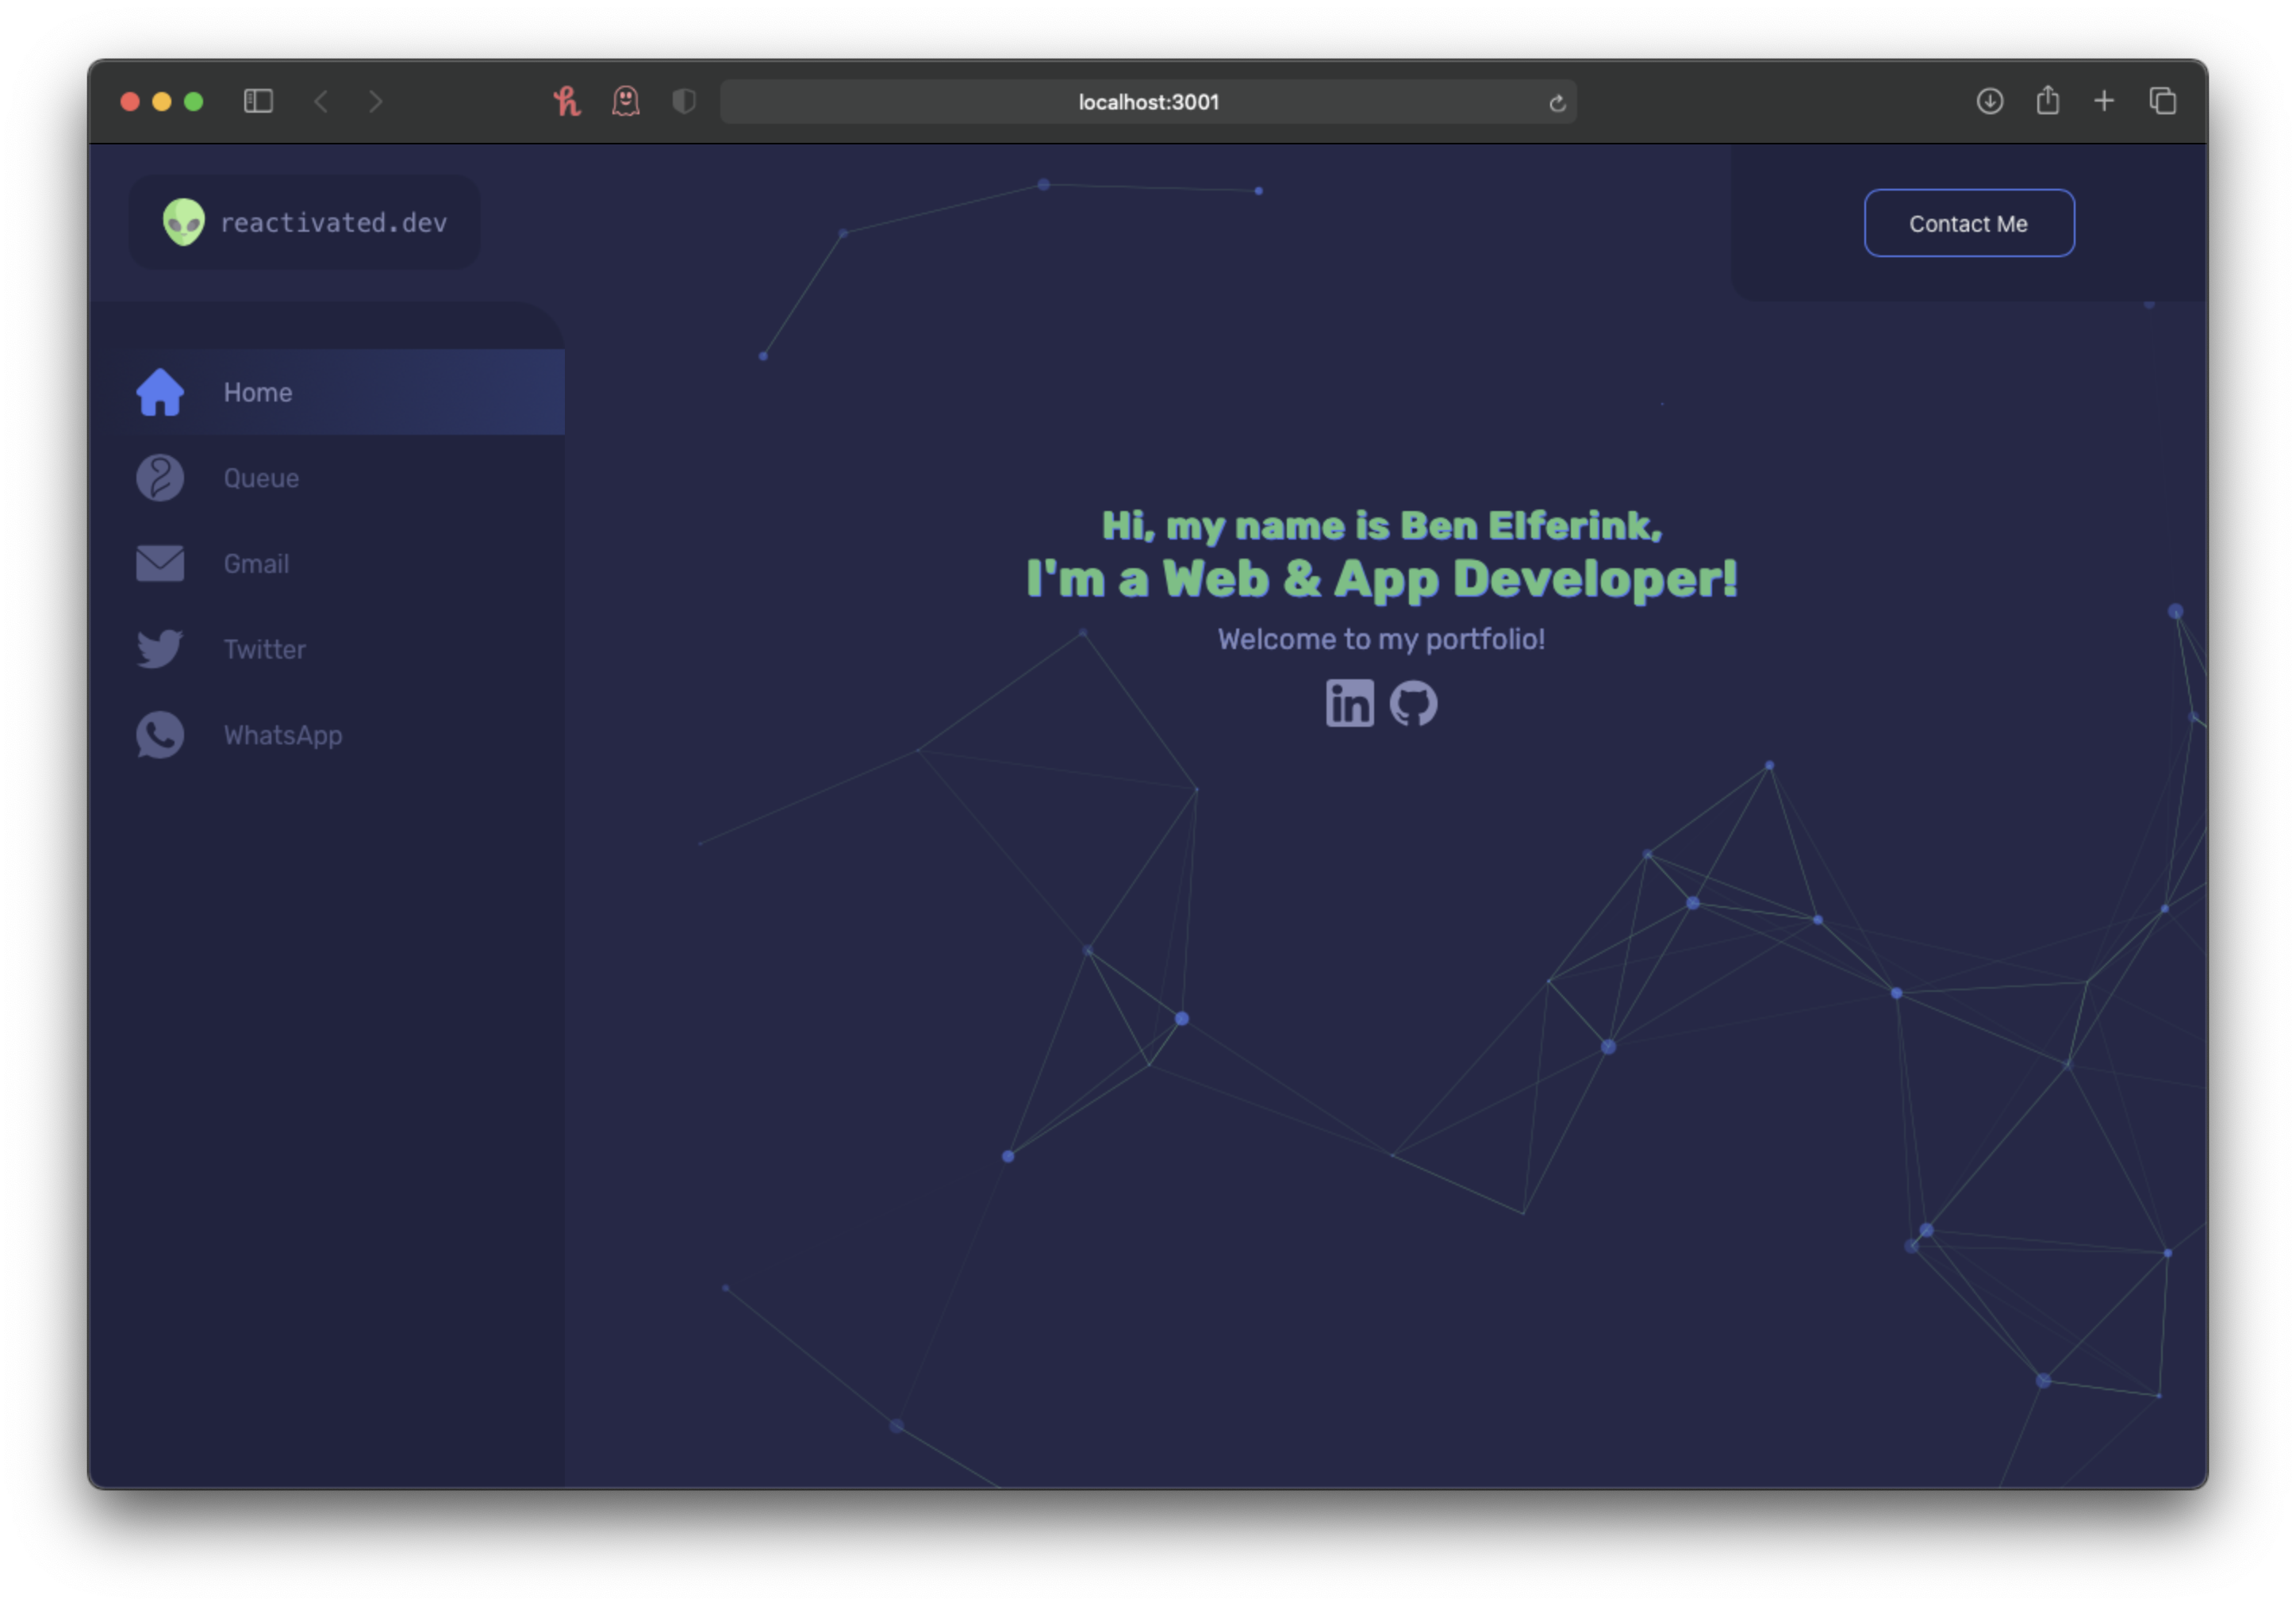 localhost:3001
reactivated.dev
Contact Me
Home
Queue
Gmail
Twitter
WhatsApp
Hi, my name is Ben Elferink,
I'm a Web & App Developer!
Welcome to my portfolio!
in